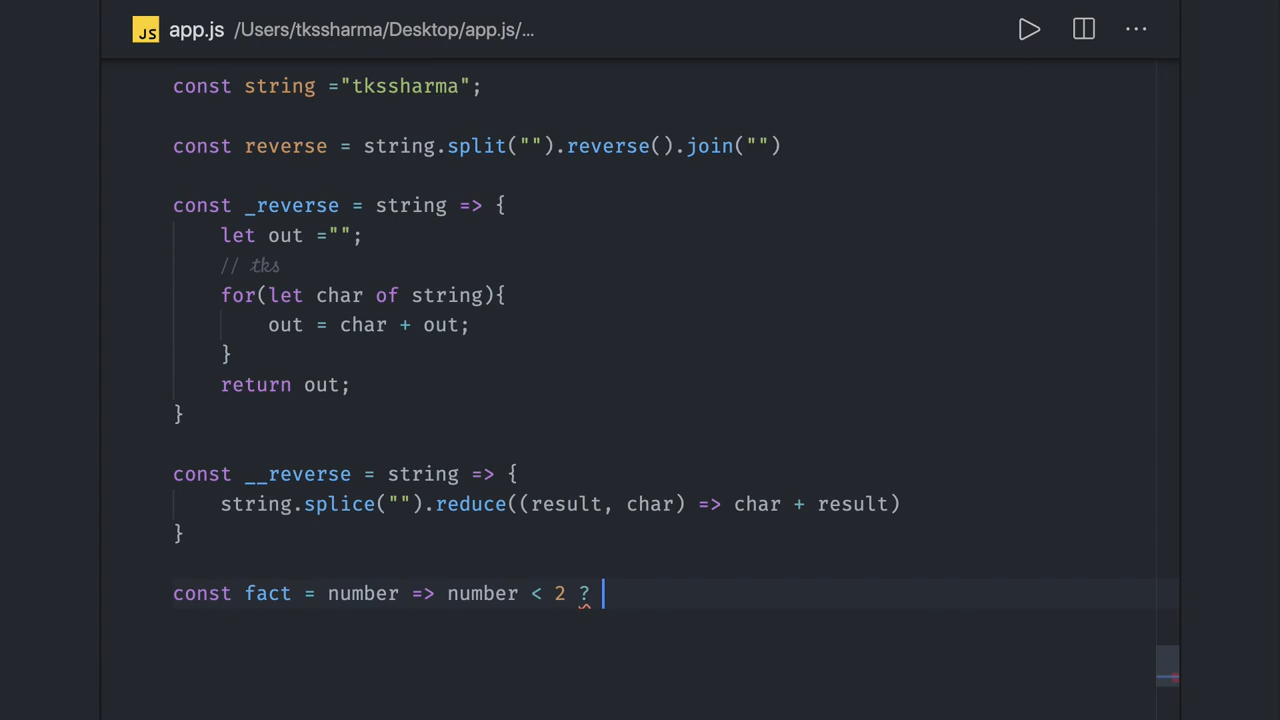 JS app.js /Users/tkssharma/Desktop/app.js/...
const string ="tkssharma";
const reverse = string.split("").reverse().join("")
const _reverse = string => {
let out ="";
// tks
for(let char of string){
out = char + out;
}
return out;
}
const __reverse = string => {
string.splice("").reduce((result, char) => char + result)
}
const fact = number => number < 2 ?